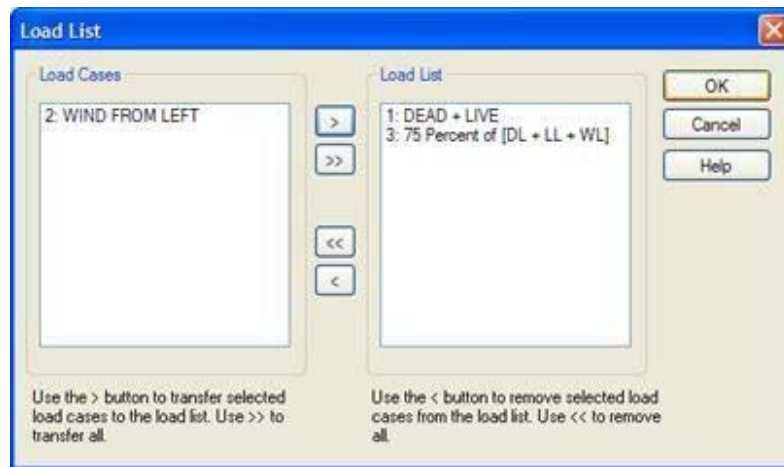 Load List
Load Cases
2: WIND FROM LEFT
>
>>
<<
<
Load List
1: DEAD + LIVE
3: 75 Percent of [DL + LL + WL]
OK
Cancel
Help
Use the > button to transfer selected
load cases to the load list. Use >> to
transfer all.
Use the < button to remove selected load
cases from the load list. Use << to remove
all.